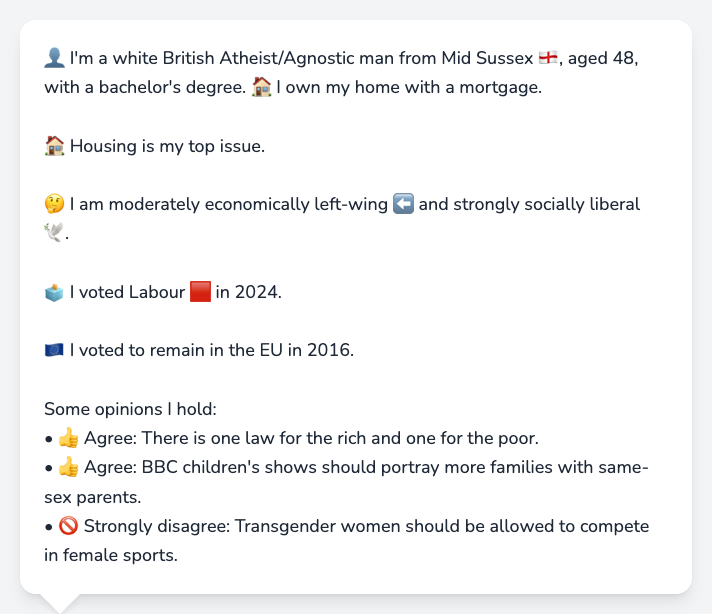 👤 I'm a white British Atheist/Agnostic man from Mid Sussex 🏴󠁧󠁢󠁥󠁮󠁧󠁿, aged 48,
with a bachelor's degree. 🏠 I own my home with a mortgage.
🏠 Housing is my top issue.
🤔 I am moderately economically left-wing ⬅️ and strongly socially liberal
🕊️.
🗳️ I voted Labour 🟥 in 2024.
🇪🇺 I voted to remain in the EU in 2016.
Some opinions I hold:
• 👍 Agree: There is one law for the rich and one for the poor.
• 👍 Agree: BBC children's shows should portray more families with same-
sex parents.
• 🚫 Strongly disagree: Transgender women should be allowed to compete
in female sports.